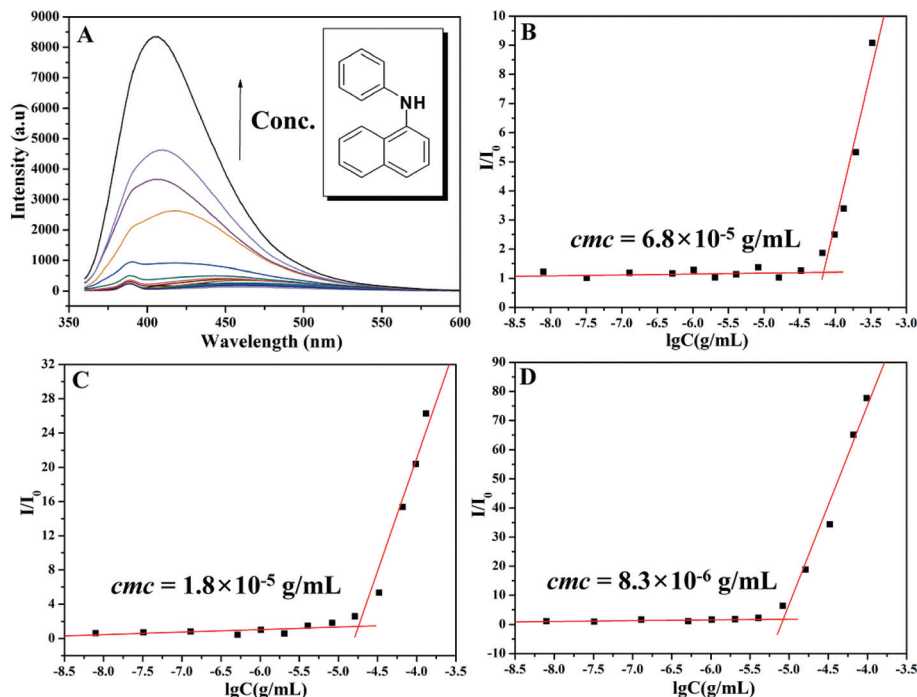 A
9000
8000
7000
6000
5000
4000
3000
2000
1000
0
Intensity (a.u)
Conc.
NH
350 400 450 500 550 600
Wavelength (nm)
B
10
9
8
7
6
5
4
3
2
1
0
I/I₀
cmc = 6.8×10⁻⁵ g/mL
-8.5 -8.0 -7.5 -7.0 -6.5 -6.0 -5.5 -5.0 -4.5 -4.0 -3.5 -3.0
lgC(g/mL)
C
32
28
24
20
16
12
8
4
0
I/I₀
cmc = 1.8×10⁻⁵ g/mL
-8.5 -8.0 -7.5 -7.0 -6.5 -6.0 -5.5 -5.0 -4.5 -4.0 -3.5
lgC(g/mL)
D
90
80
70
60
50
40
30
20
10
0
-10
I/I₀
cmc = 8.3×10⁻⁶ g/mL
-8.5 -8.0 -7.5 -7.0 -6.5 -6.0 -5.5 -5.0 -4.5 -4.0 -3.5
lgC(g/mL)